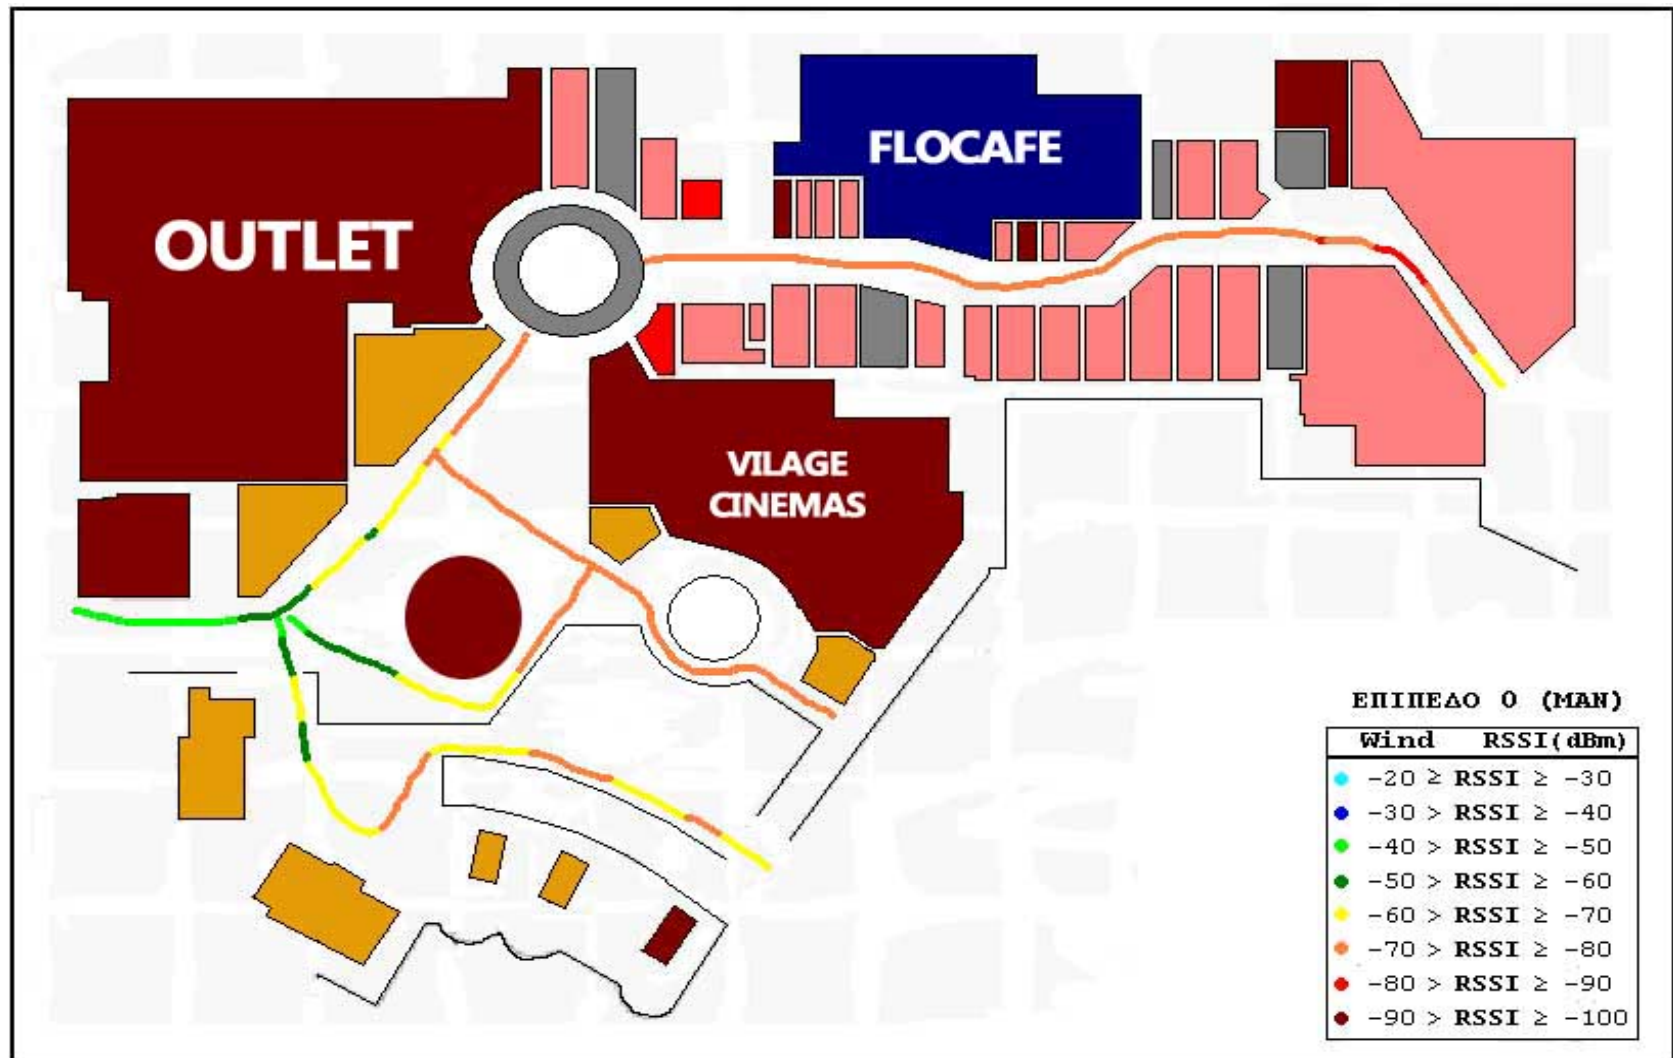 FLOCAFE
OUTLET
VILAGE
CINEMAS
ΕΠΙΠΕΔΟ 0 (MAN)
Wind RSSI(dBm)
-20 ≥ RSSI ≥ -30
-30 > RSSI ≥ -40
-40 > RSSI ≥ -50
-50 > RSSI ≥ -60
-60 > RSSI ≥ -70
-70 > RSSI ≥ -80
-80 > RSSI ≥ -90
-90 > RSSI ≥ -100